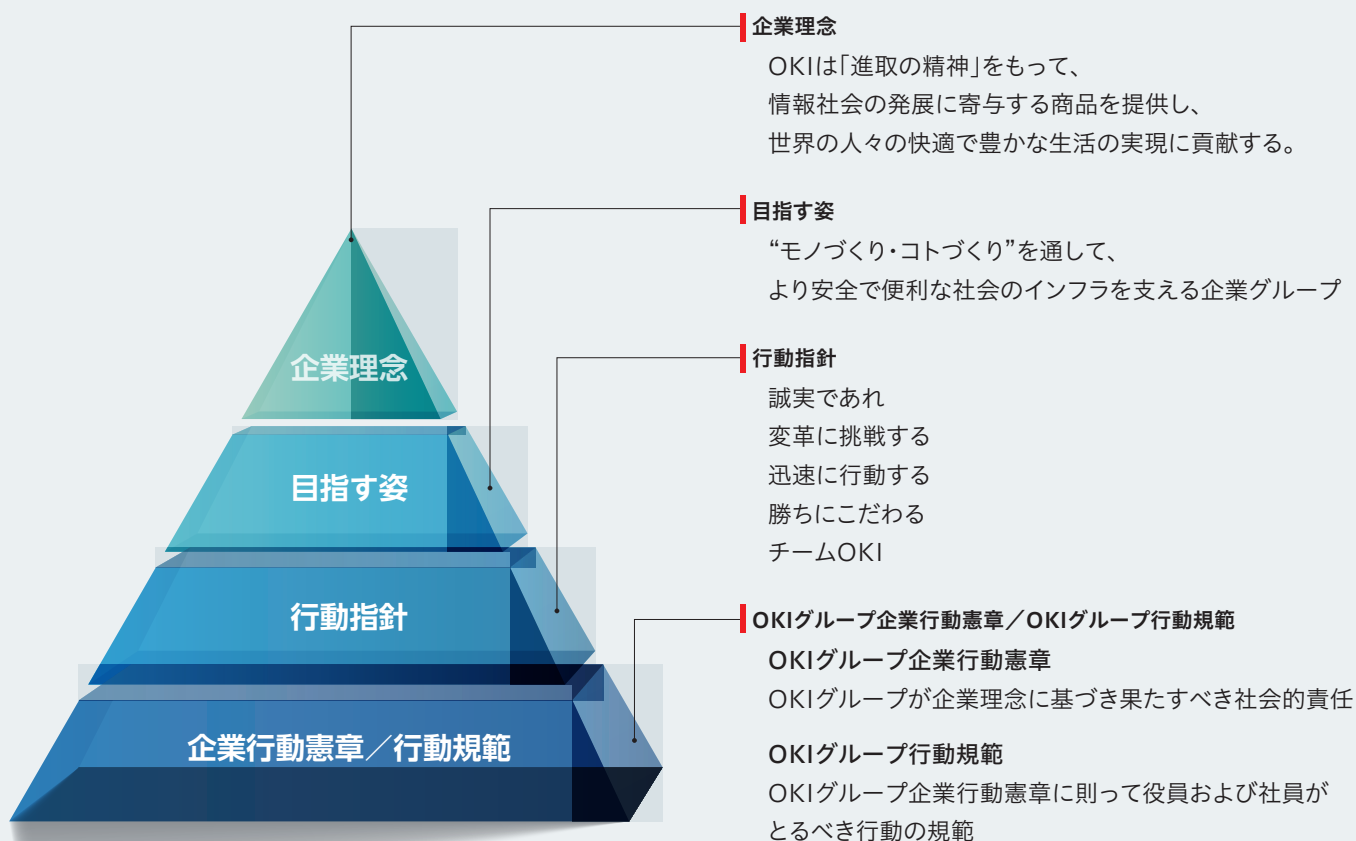 企業理念
OKIは「進取の精神」をもって、
情報社会の発展に寄与する商品を提供し、
世界の人々の快適で豊かな生活の実現に貢献する。
目指す姿
“モノづくり・コトづくり”を通して、
より安全で便利な社会のインフラを支える企業グループ
行動指針
誠実であれ
変革に挑戦する
迅速に行動する
勝ちにこだわる
チームOKI
OKIグループ企業行動憲章／OKIグループ行動規範
OKIグループ企業行動憲章
OKIグループが企業理念に基づき果たすべき社会的責任
OKIグループ行動規範
OKIグループ企業行動憲章に則って役員および社員が
とるべき行動の規範
企業理念
目指す姿
行動指針
企業行動憲章／行動規範